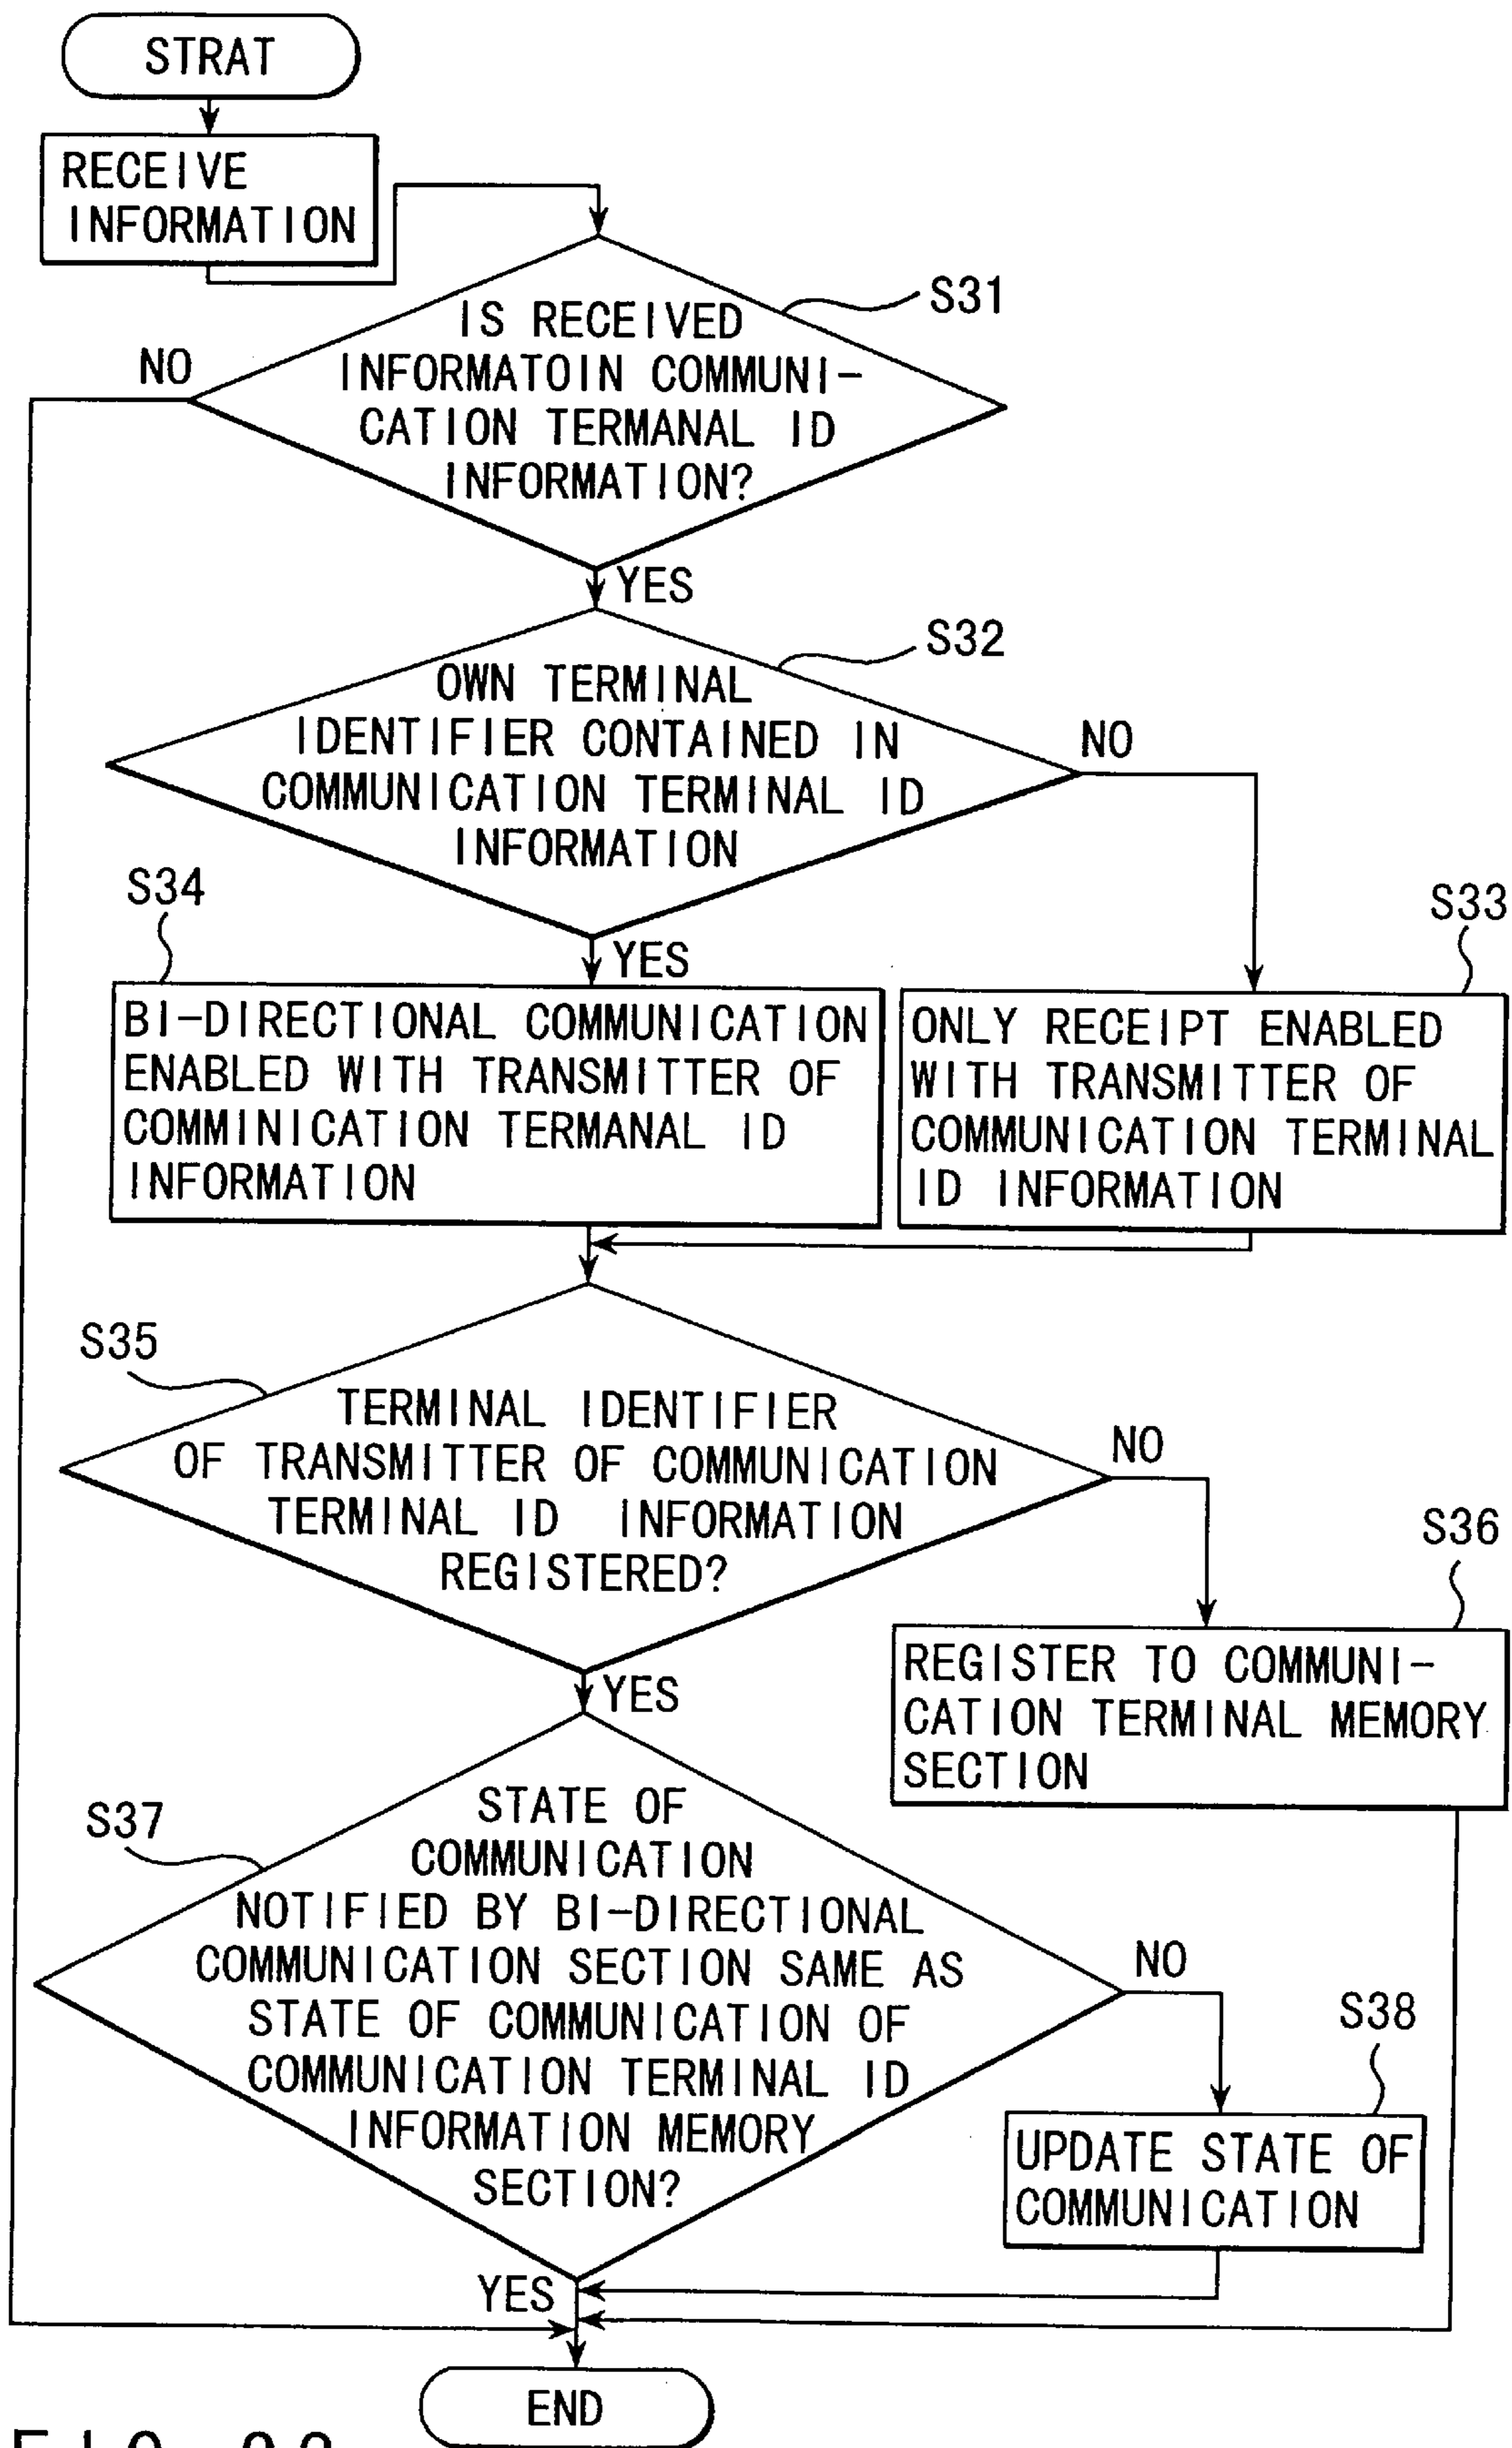 STRAT
RECEIVE
INFORMATION
S31
IS RECEIVED
INFORMATOIN COMMUNI-
CATION TERMANAL ID
INFORMATION?
NO
YES
S32
OWN TERMINAL
IDENTIFIER CONTAINED IN
COMMUNICATION TERMINAL ID
INFORMATION
NO
YES
S34
BI-DIRECTIONAL COMMUNICATION
ENABLED WITH TRANSMITTER OF
COMMINICATION TERMANAL ID
INFORMATION
S33
ONLY RECEIPT ENABLED
WITH TRANSMITTER OF
COMMUNICATION TERMINAL
ID INFORMATION
S35
TERMINAL IDENTIFIER
OF TRANSMITTER OF COMMUNICATION
TERMINAL ID INFORMATION
REGISTERED?
NO
YES
S36
REGISTER TO COMMUNI-
CATION TERMINAL MEMORY
SECTION
S37
STATE OF
COMMUNICATION
NOTIFIED BY BI-DIRECTIONAL
COMMUNICATION SECTION SAME AS
STATE OF COMMUNICATION OF
COMMUNICATION TERMINAL ID
INFORMATION MEMORY
SECTION?
NO
YES
S38
UPDATE STATE OF
COMMUNICATION
END